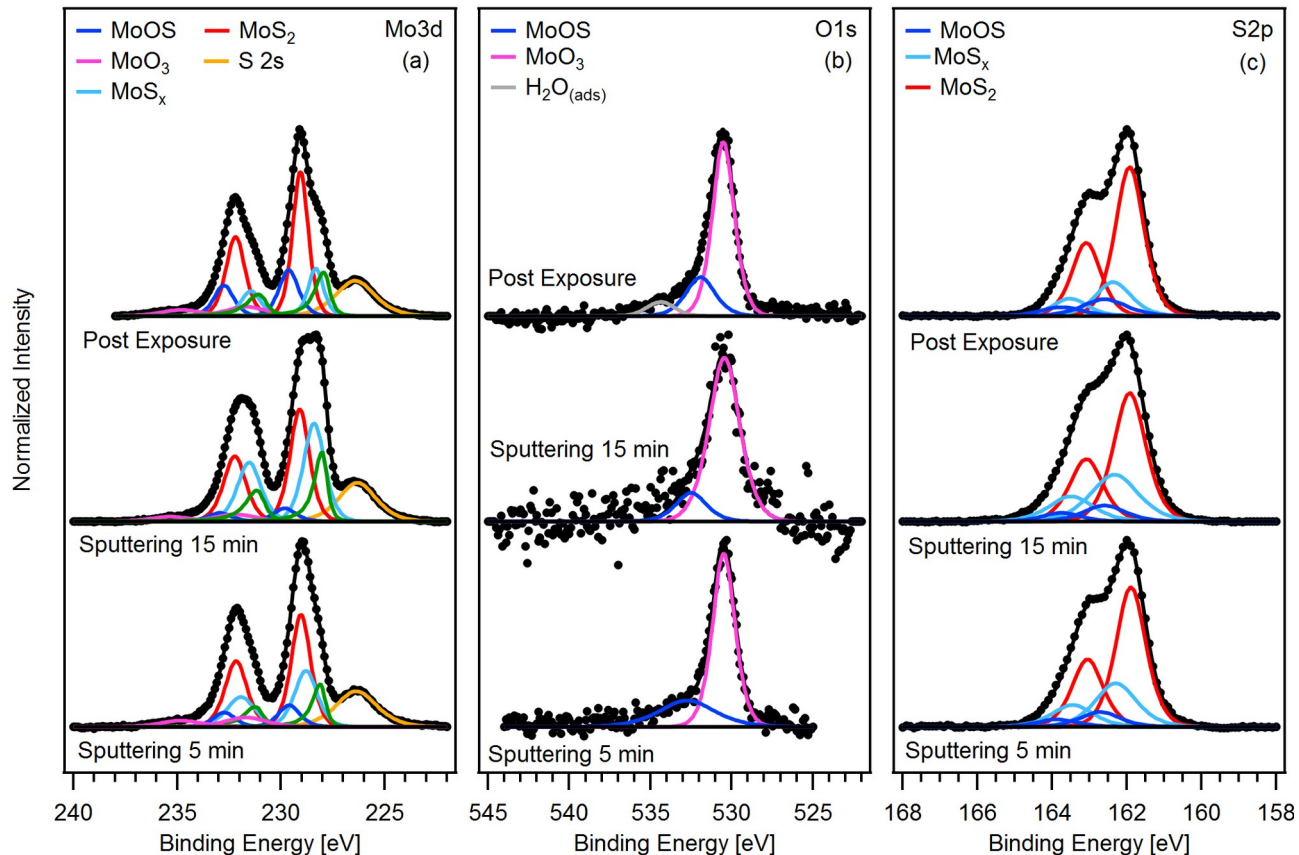 Normalized Intensity
MoOS
MoS2
Mo3d
MoO3
S 2s
(a)
MoSx
Post Exposure
Sputtering 15 min
Sputtering 5 min
240 235 230 225
Binding Energy [eV]
MoOS
O1s
MoO3
(b)
H2O(ads)
Post Exposure
Sputtering 15 min
Sputtering 5 min
545 540 535 530
Binding Energy [eV]
MoOS
S2p
MoSx
(c)
MoS2
Post Exposure
Sputtering 15 min
Sputtering 5 min
168 166 164 162 160 158
Binding Energy [eV]